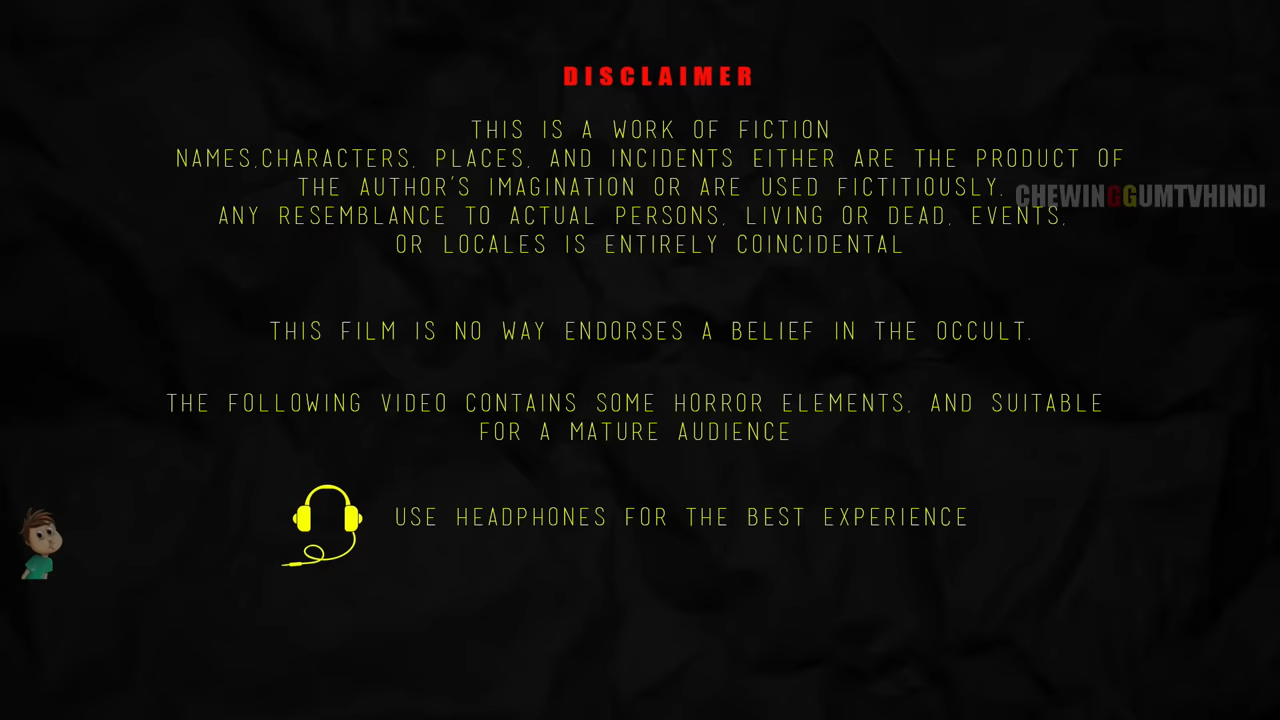 DISCLAIMER
THIS IS A WORK OF FICTION
NAMES,CHARACTERS, PLACES, AND INCIDENTS EITHER ARE THE PRODUCT OF
THE AUTHOR'S IMAGINATION OR ARE USED FICTITIOUSLY.
CHEWINGGUMTVHINDI
ANY RESEMBLANCE TO ACTUAL PERSONS, LIVING OR DEAD, EVENTS,
OR LOCALES IS ENTIRELY COINCIDENTAL
THIS FILM IS NO WAY ENDORSES A BELIEF IN THE OCCULT.
THE FOLLOWING VIDEO CONTAINS SOME HORROR ELEMENTS, AND SUITABLE
FOR A MATURE AUDIENCE
USE HEADPHONES FOR THE BEST EXPERIENCE